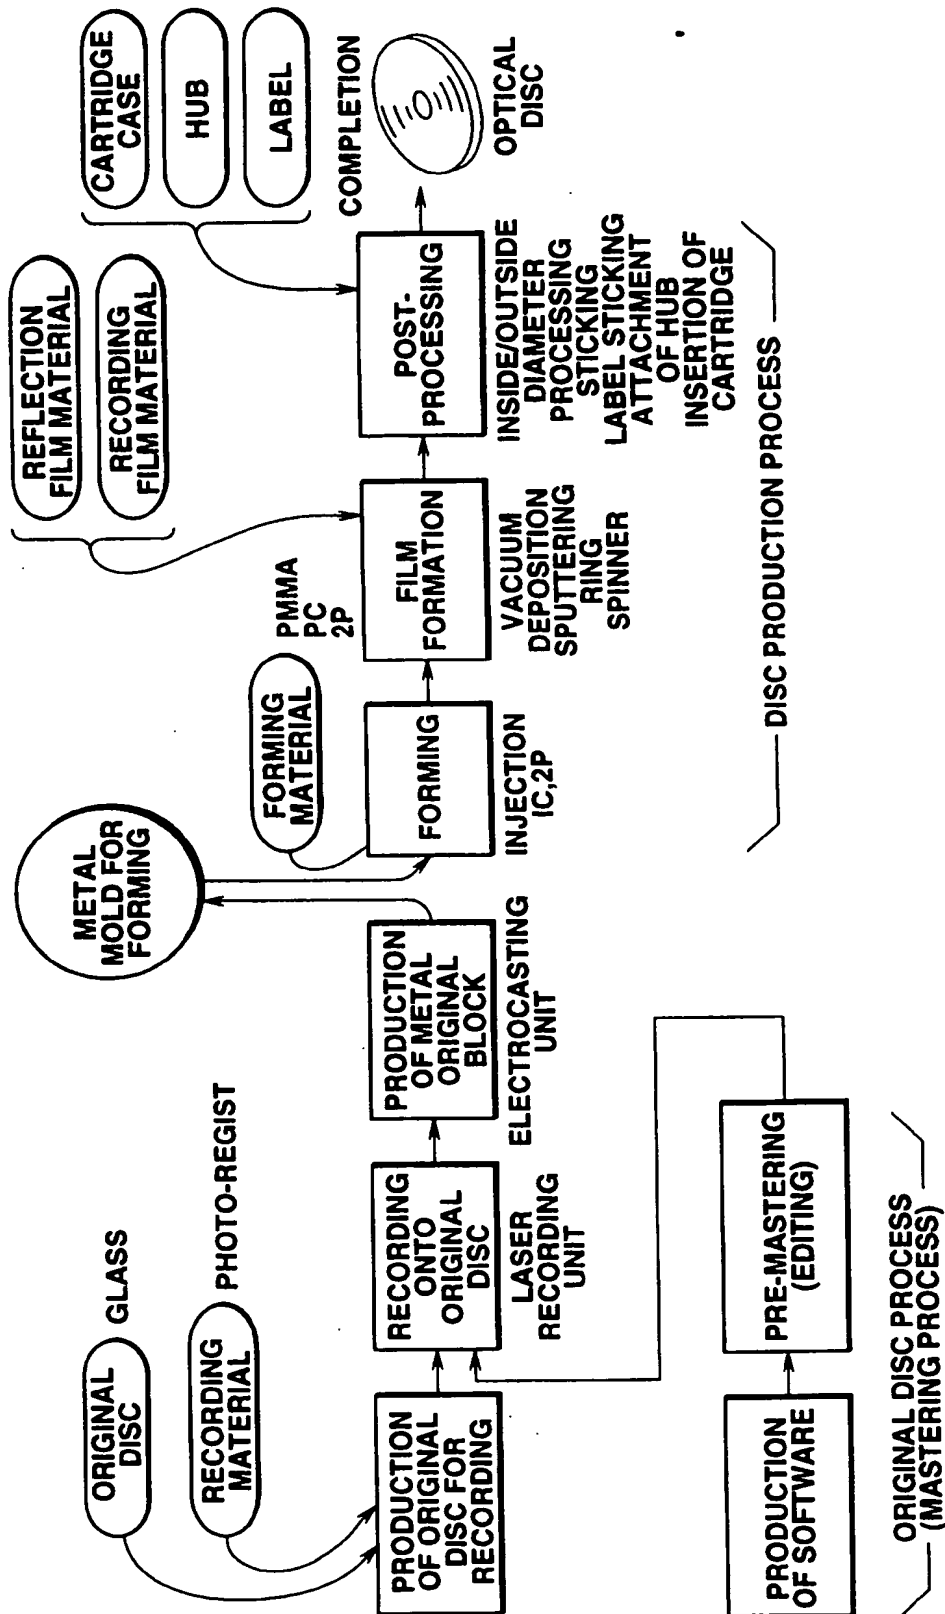 ORIGINAL
DISC
GLASS
RECORDING
MATERIAL
PHOTO-REGIST
PRODUCTION
OF ORIGINAL
DISC FOR
RECORDING
RECORDING
ONTO
ORIGINAL
DISC
LASER
RECORDING
UNIT
PRODUCTION
OF METAL
ORIGINAL
BLOCK
ELECTROCASTING
UNIT
PRODUCTION
OF SOFTWARE
PRE-MASTERING
(EDITING)
ORIGINAL DISC PROCESS
(MASTERING PROCESS)
METAL
MOLD FOR
FORMING
FORMING
MATERIAL
PMMA
PC
2P
FORMING
INJECTION
IC,2P
REFLECTION
FILM MATERIAL
RECORDING
FILM MATERIAL
FILM
FORMATION
VACUUM
DEPOSITION
SPUTTERING
RING
SPINNER
CARTRIDGE
CASE
HUB
LABEL
POST-
PROCESSING
INSIDE/OUTSIDE
DIAMETER
PROCESSING
STICKING
LABEL STICKING
ATTACHMENT
OF HUB
INSERTION OF
CARTRIDGE
COMPLETION
OPTICAL
DISC
DISC PRODUCTION PROCESS